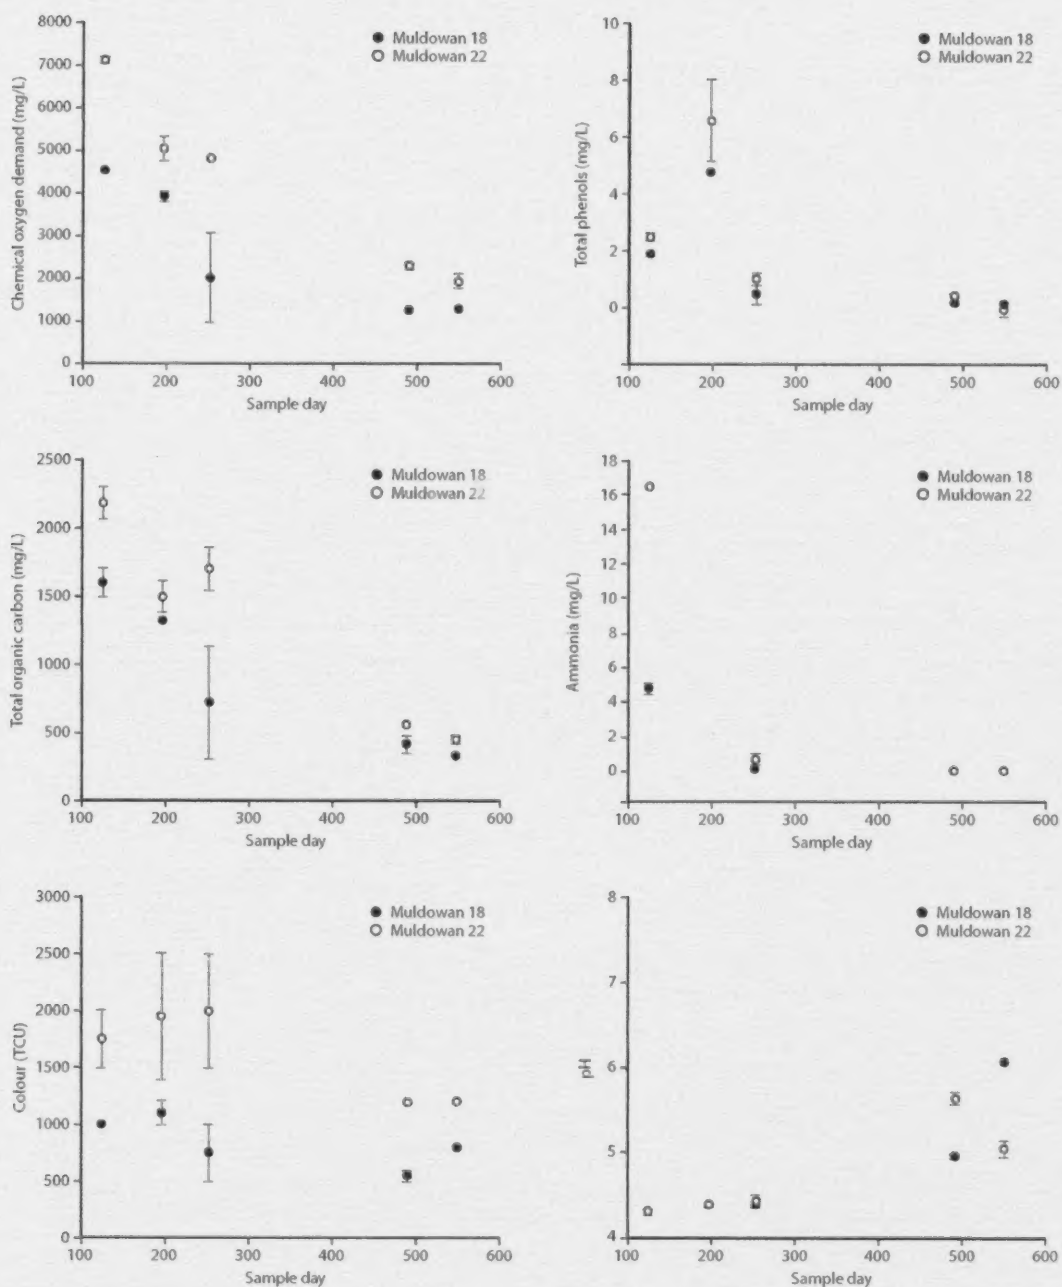 Chemical oxygen demand (mg/L)
8000
7000
6000
5000
4000
3000
2000
1000
0
100 200 300 400 500 600
Sample day
Muldowan 18
Muldowan 22
Total phenols (mg/L)
10
8
6
4
2
0
100 200 300 400 500 600
Sample day
Muldowan 18
Muldowan 22
Total organic carbon (mg/L)
2500
2000
1500
1000
500
0
100 200 300 400 500 600
Sample day
Muldowan 18
Muldowan 22
Ammonia (mg/L)
18
16
14
12
10
8
6
4
2
0
100 200 300 400 500 600
Sample day
Muldowan 18
Muldowan 22
Colour (TCU)
3000
2500
2000
1500
1000
500
0
100 200 300 400 500 600
Sample day
Muldowan 18
Muldowan 22
pH
8
7
6
5
4
100 200 300 400 500 600
Sample day
Muldowan 18
Muldowan 22